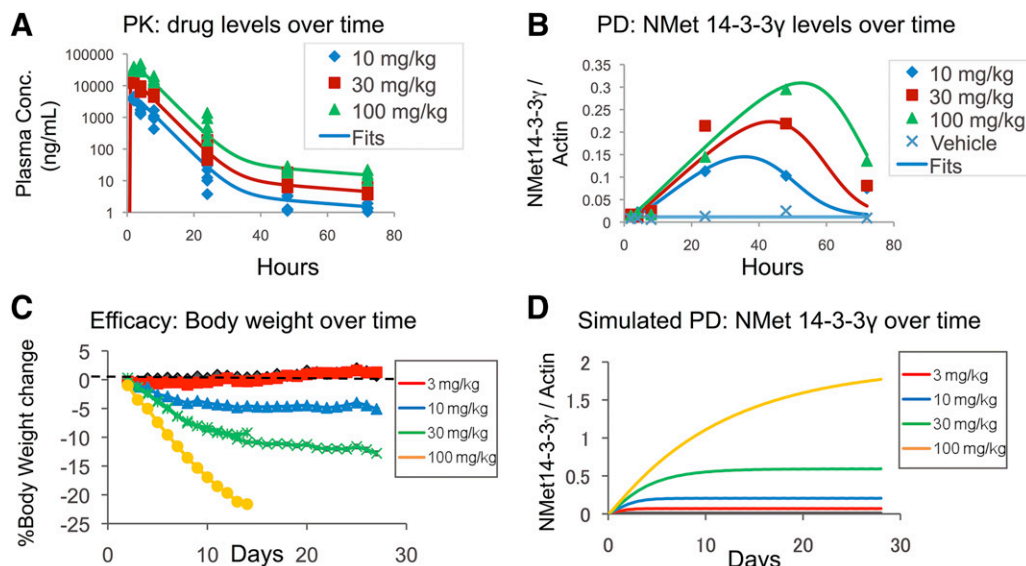 A
PK: drug levels over time
100000
10000
1000
100
10
1
0
20
40
60
80
Plasma Conc.
(ng/mL)
Hours
10 mg/kg
30 mg/kg
100 mg/kg
Fits
B
PD: NMet 14-3-3γ levels over time
0.35
0.3
0.25
0.2
0.15
0.1
0.05
0
0
20
40
60
80
NMet14-3-3γ /
Actin
Hours
10 mg/kg
30 mg/kg
100 mg/kg
Vehicle
Fits
C
Efficacy: Body weight over time
5
0
-5
-10
-15
-20
-25
0
10
20
30
%Body Weight change
Days
3 mg/kg
10 mg/kg
30 mg/kg
100 mg/kg
D
Simulated PD: NMet 14-3-3γ over time
2
1.5
1
0.5
0
0
10
20
30
NMet14-3-3γ / Actin
Days
3 mg/kg
10 mg/kg
30 mg/kg
100 mg/kg